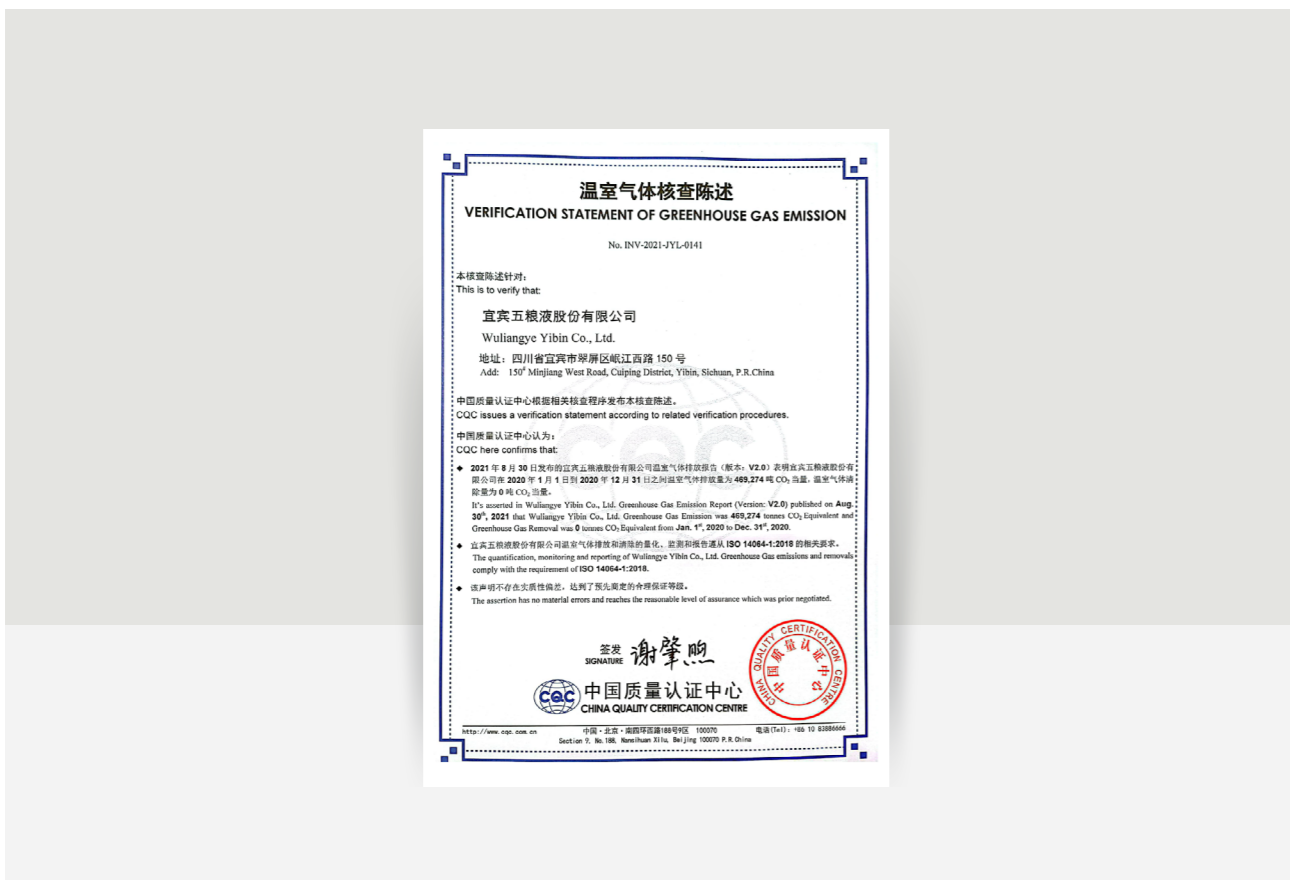 温室气体核查陈述
VERIFICATION STATEMENT OF GREENHOUSE GAS EMISSION
No. INV-2021-JYL-0141
本核查陈述针对：
This is to verify that:
宜宾五粮液股份有限公司
Wuliangye Yibin Co., Ltd.
地址：四川省宜宾市翠屏区岷江西路 150 号
Add: 150# Minjiang West Road, Cuiping District, Yibin, Sichuan, P.R.China
中国质量认证中心根据相关核查程序发布本核查陈述。
CQC issues a verification statement according to related verification procedures.
中国质量认证中心认为：
CQC here confirms that:
◆ 2021 年 8 月 30 日发布的宜宾五粮液股份有限公司温室气体排放报告（版本：V2.0）表明宜宾五粮液股份有
限公司在 2020 年 1 月 1 日到 2020 年 12 月 31 日之间温室气体排放量为 469,274 吨 CO₂ 当量，温室气体清
除量为 0 吨 CO₂ 当量。
It's asserted in Wuliangye Yibin Co., Ltd. Greenhouse Gas Emission Report (Version: V2.0) published on Aug.
30th, 2021 that Wuliangye Yibin Co., Ltd. Greenhouse Gas Emission was 469,274 tonnes CO₂ Equivalent and
Greenhouse Gas Removal was 0 tonnes CO₂ Equivalent from Jan. 1st, 2020 to Dec. 31st, 2020.
◆ 宜宾五粮液股份有限公司温室气体排放和清除的量化、监测和报告遵从 ISO 14064-1:2018 的相关要求。
The quantification, monitoring and reporting of Wuliangye Yibin Co., Ltd. Greenhouse Gas emissions and removals
comply with the requirement of ISO 14064-1:2018.
◆ 该声明不存在实质性偏差，达到了预先商定的合理保证等级。
The assertion has no material errors and reaches the reasonable level of assurance which was prior negotiated.
签发
SIGNATURE
谢肇煦
CQC
中国质量认证中心
CHINA QUALITY CERTIFICATION CENTRE
CHINA QUALITY CERTIFICATION CENTRE
中国质量认证中心
http://www.cqc.com.cn
中国·北京·南四环西路188号9区 100070
电话(Tel): +86 10 83886666
Section 9, No.188, Nansihuan Xilu, Beijing 100070 P.R.China
CQC